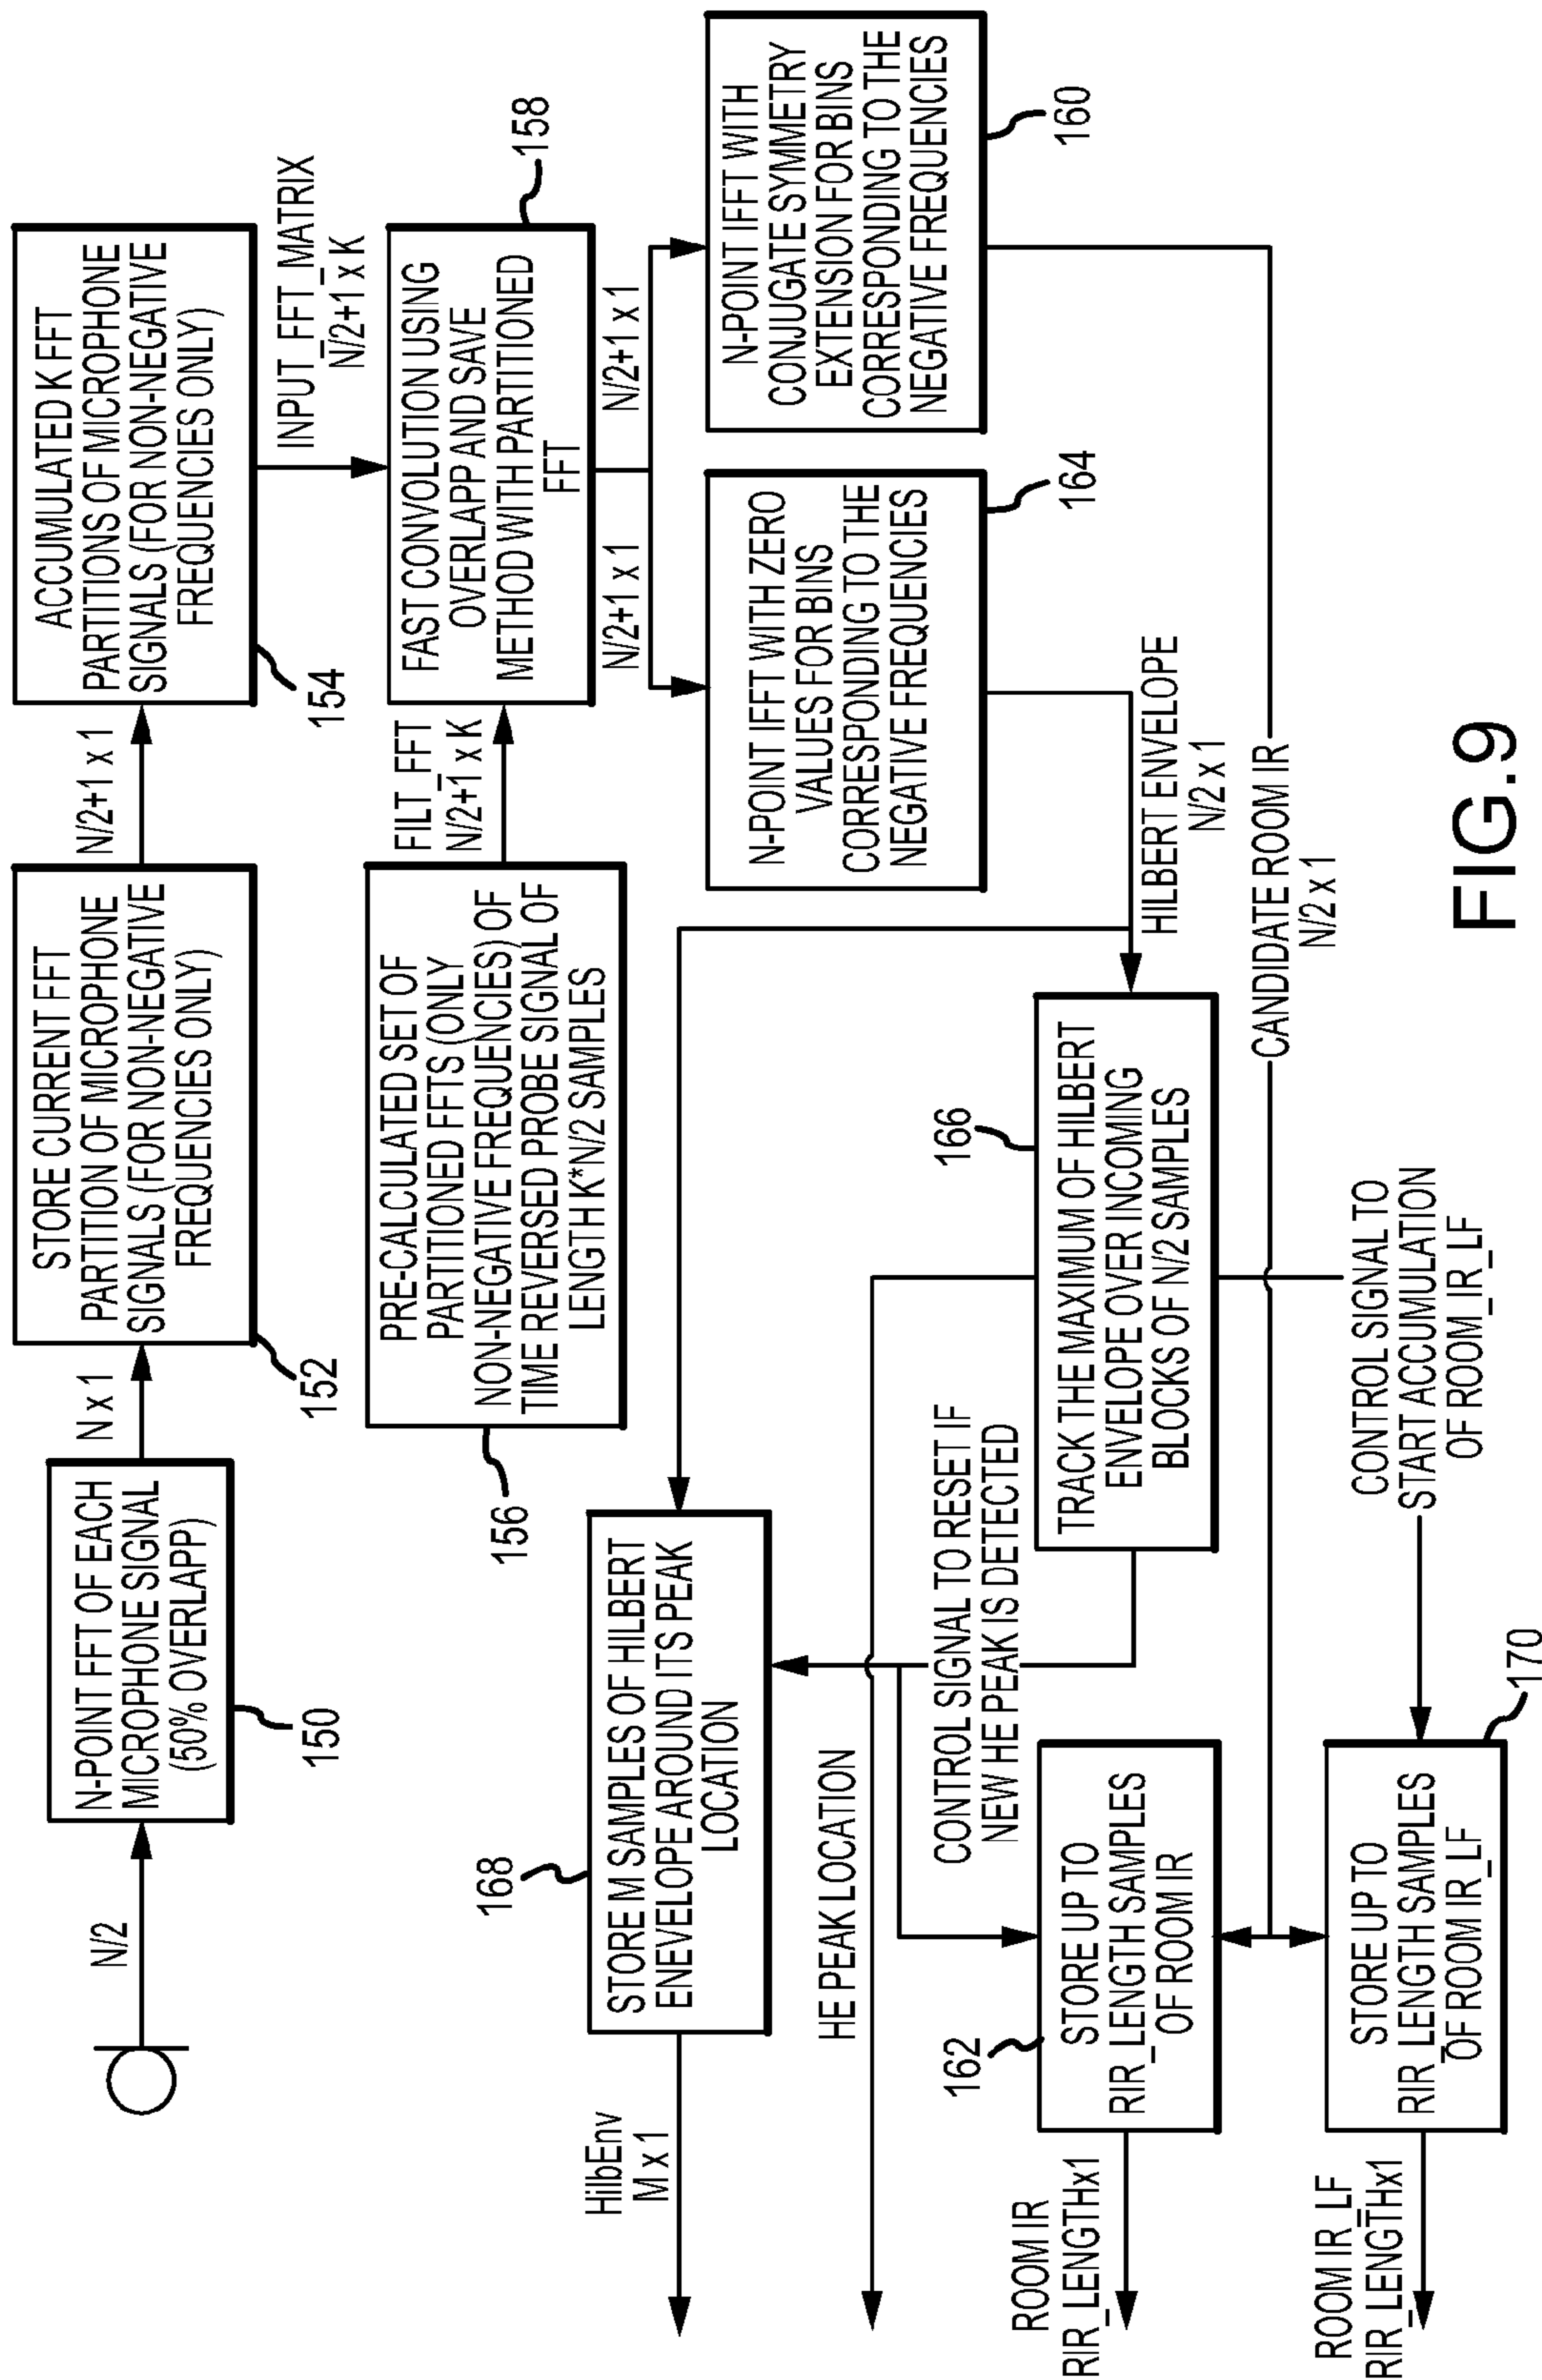 N/2
N-POINT FFT OF EACH
MICROPHONE SIGNAL
(50% OVERLAPP)
150
N x 1
STORE CURRENT FFT
PARTITION OF MICROPHONE
SIGNALS (FOR NON-NEGATIVE
FREQUENCIES ONLY)
152
N/2+1 x 1
ACCUMULATED K FFT
PARTITIONS OF MICROPHONE
SIGNALS (FOR NON-NEGATIVE
FREQUENCIES ONLY)
154
INPUT_FFT_MATRIX
N/2+1 x K
PRE-CALCULATED SET OF
PARTITIONED FFTS (ONLY
NON-NEGATIVE FREQUENCIES) OF
TIME REVERSED PROBE SIGNAL OF
LENGTH K*N/2 SAMPLES
156
FILT_FFT
N/2+1 x K
FAST CONVOLUTION USING
OVERLAPP AND SAVE
METHOD WITH PARTITIONED
FFT
158
N/2+1 x 1
N/2+1 x 1
N-POINT IFFT WITH ZERO
VALUES FOR BINS
CORRESPONDING TO THE
NEGATIVE FREQUENCIES
164
N-POINT IFFT WITH
CONJUGATE SYMMETRY
EXTENSION FOR BINS
CORRESPONDING TO THE
NEGATIVE FREQUENCIES
160
HilbEnv
M x 1
STORE M SAMPLES OF HILBERT
ENEVELOPE AROUND ITS PEAK
LOCATION
168
HE PEAK LOCATION
CONTROL SIGNAL TO RESET IF
NEW HE PEAK IS DETECTED
TRACK THE MAXIMUM OF HILBERT
ENVELOPE OVER INCOMING
BLOCKS OF N/2 SAMPLES
166
HILBERT ENVELOPE
N/2 x 1
CANDIDATE ROOM IR
N/2 x 1
ROOM IR
RIR_LENGTHx1
STORE UP TO
RIR_LENGTH SAMPLES
OF ROOM IR
162
CONTROL SIGNAL TO
START ACCUMULATION
OF ROOM_IR_LF
ROOM IR_LF
RIR_LENGTHx1
STORE UP TO
RIR_LENGTH SAMPLES
OF ROOM IR_LF
170
FIG.9